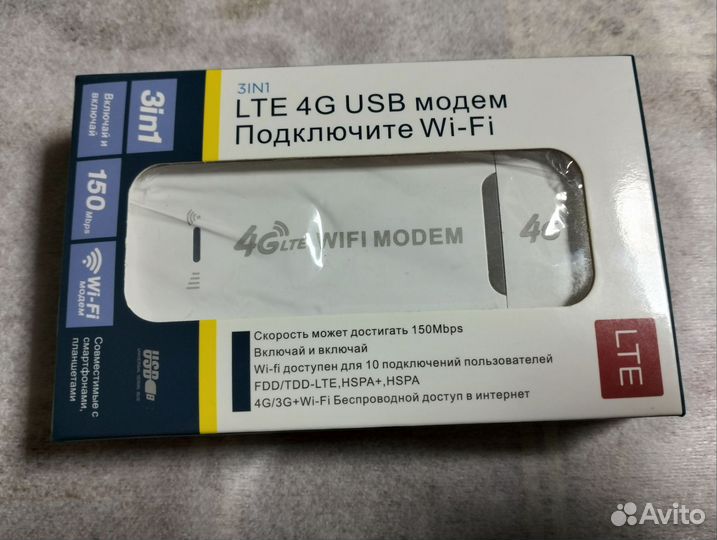 3IN1
LTE 4G USB модем
Подключите Wi-Fi
3in1
Включай и
включай
150 Mbps
Wi-Fi
модем
Совместимые с
смартфонами,
планшетами
USB
4G LTE WIFI MODEM
4G
Скорость может достигать 150Mbps
Включай и включай
Wi-fi доступен для 10 подключений пользователей
FDD/TDD-LTE,HSPA+,HSPA
4G/3G+Wi-Fi Беспроводной доступ в интернет
LTE
Avito